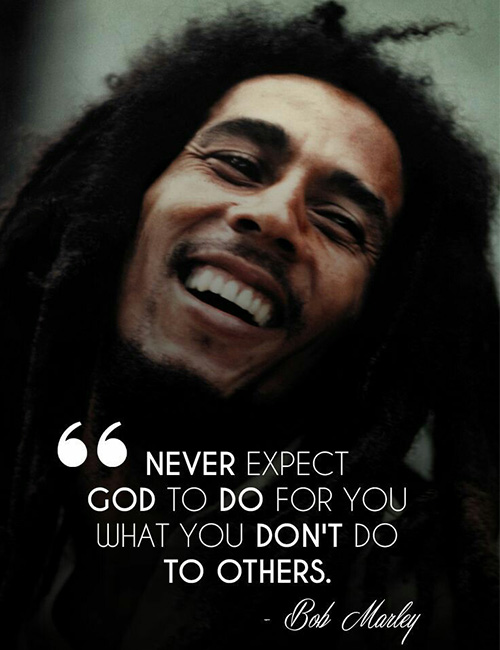 “ NEVER EXPECT
GOD TO DO FOR YOU
WHAT YOU DON'T DO
TO OTHERS.
- Bob Marley